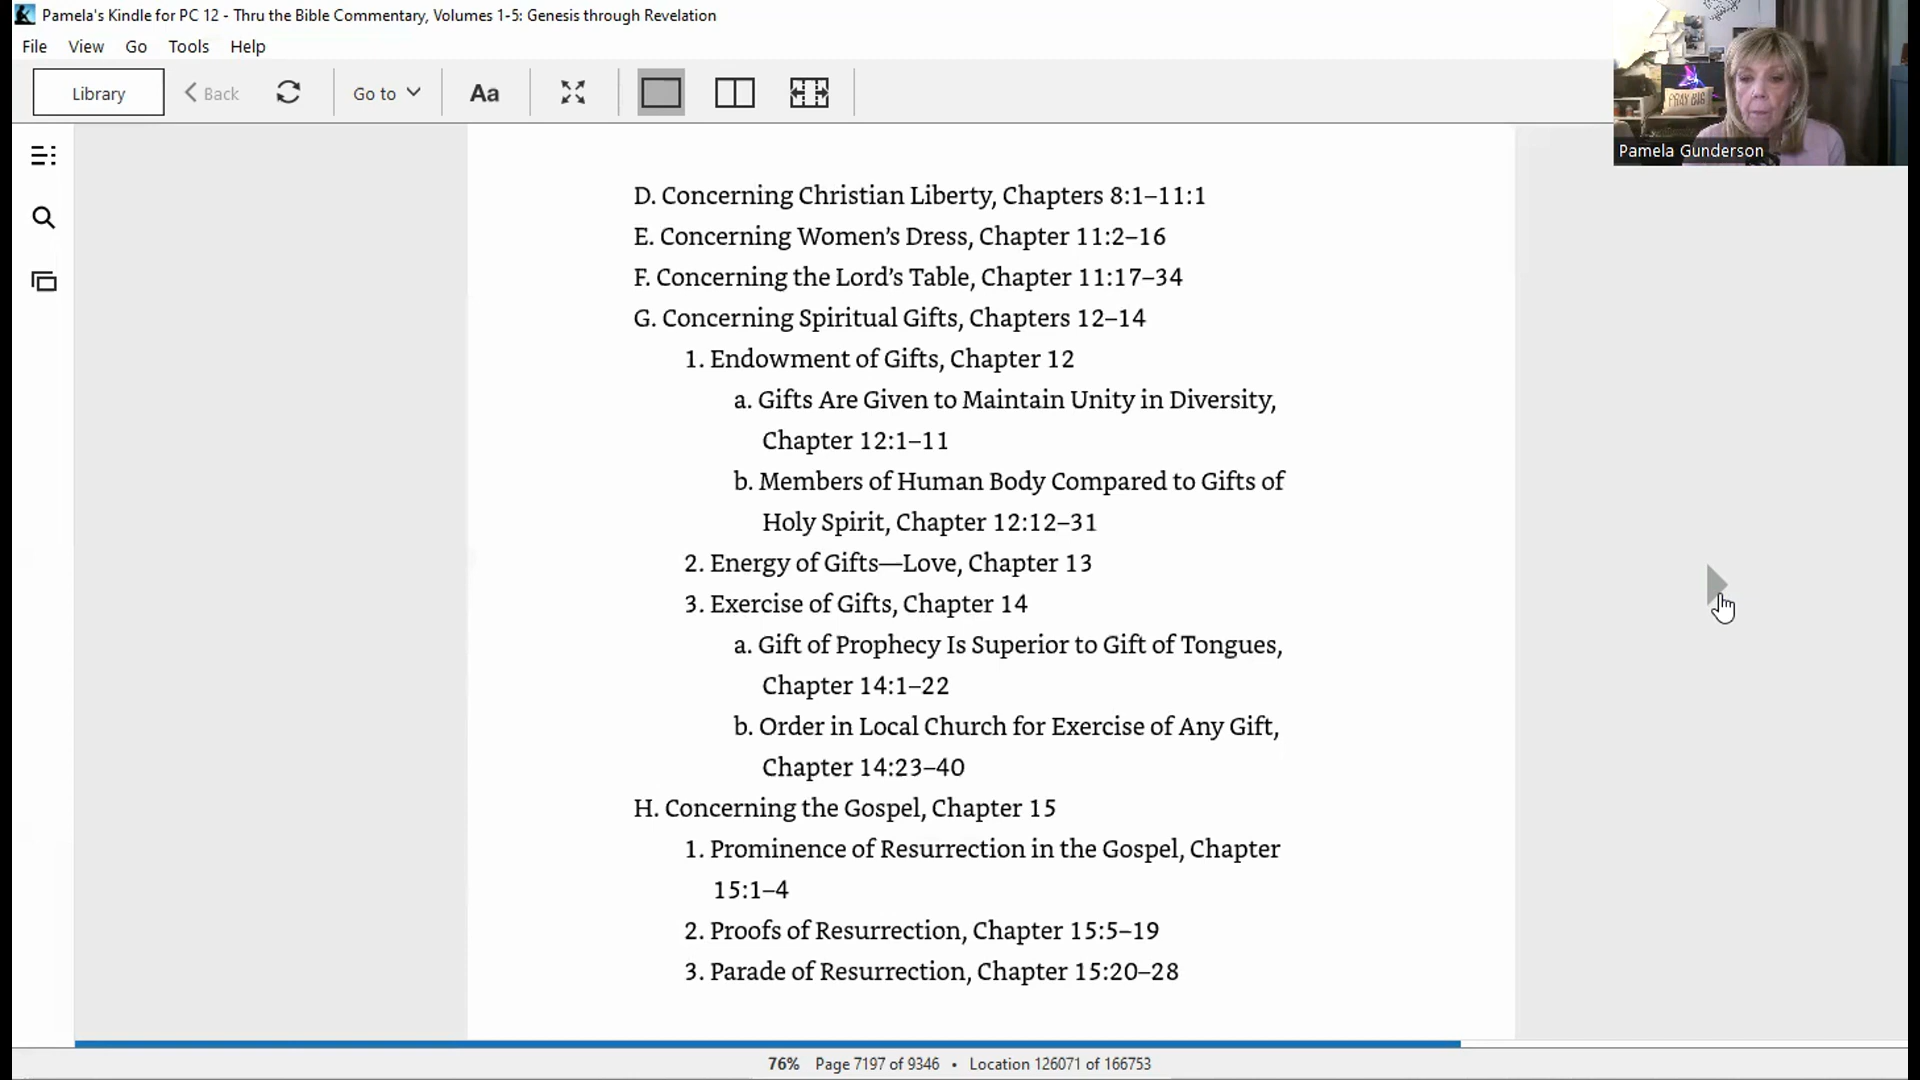 Pamela's Kindle for PC 12 - Thru the Bible Commentary, Volumes 1-5: Genesis through Revelation
File View Go Tools Help
Library Back Go to Aa
PRAY BIG
Pamela Gunderson
D. Concerning Christian Liberty, Chapters 8:1–11:1
E. Concerning Women’s Dress, Chapter 11:2–16
F. Concerning the Lord’s Table, Chapter 11:17–34
G. Concerning Spiritual Gifts, Chapters 12–14
1. Endowment of Gifts, Chapter 12
a. Gifts Are Given to Maintain Unity in Diversity,
Chapter 12:1–11
b. Members of Human Body Compared to Gifts of
Holy Spirit, Chapter 12:12–31
2. Energy of Gifts—Love, Chapter 13
3. Exercise of Gifts, Chapter 14
a. Gift of Prophecy Is Superior to Gift of Tongues,
Chapter 14:1–22
b. Order in Local Church for Exercise of Any Gift,
Chapter 14:23–40
H. Concerning the Gospel, Chapter 15
1. Prominence of Resurrection in the Gospel, Chapter
15:1–4
2. Proofs of Resurrection, Chapter 15:5–19
3. Parade of Resurrection, Chapter 15:20–28
76% Page 7197 of 9346 • Location 126071 of 166753